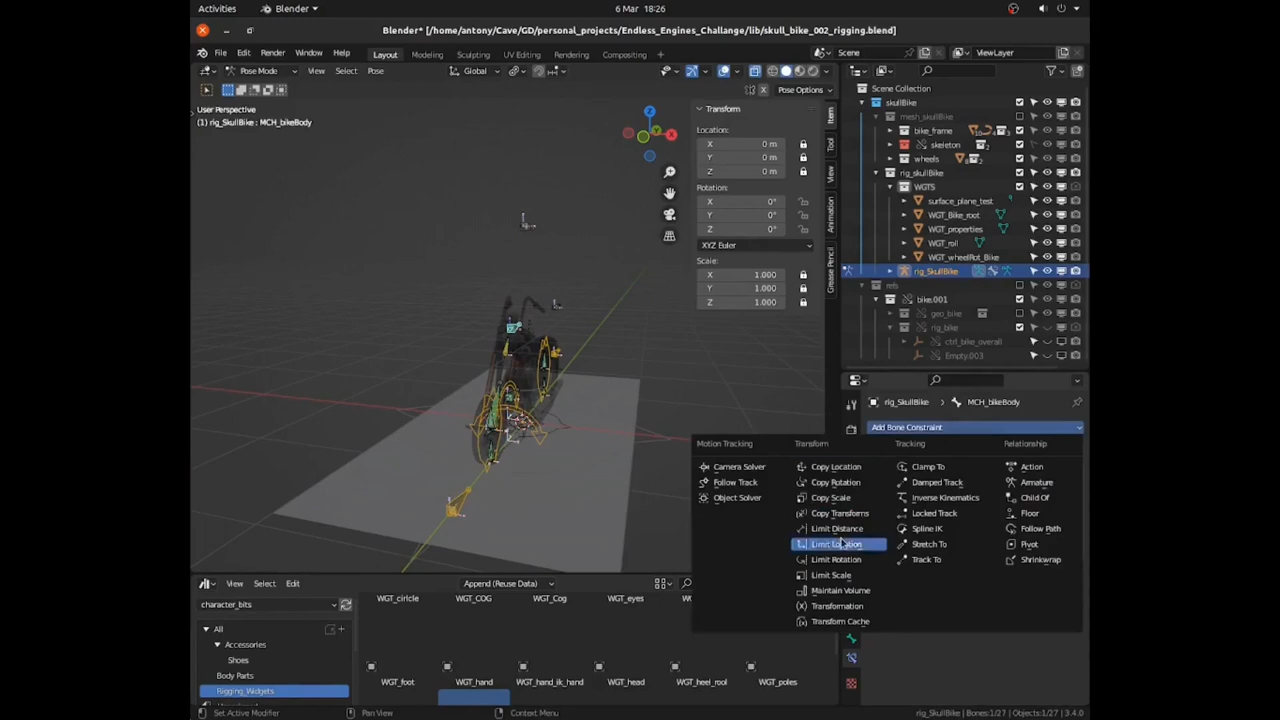 Activities
Blender
6 Mar 18:26
Blender* [/home/antony/Cave/GD/personal_projects/Endless_Engines_Challange/lib/skull_bike_002_rigging.blend]
File Edit Render Window Help
Layout Modeling Sculpting UV Editing Texture Paint Compositing
Scene
ViewLayer
Pose Mode
View Select Pose
Global
Pose Options
User Perspective
(1) rig_SkullBike : MCH_bikeBody
Transform
Location:
X 0 m
Y 0 m
Z 0 m
Rotation:
X 0°
Y 0°
Z 0°
XYZ Euler
Scale:
X 1.000
Y 1.000
Z 1.000
Item
Tool
View
Animation
Grease Pencil
Scene Collection
skullBike
mesh_skullBike
bike_frame
skeleton
wheels
rig_skullBike
WGTS
surface_plane_test
WGT_Bike_root
WGT_properties
WGT_roll
WGT_wheelRot_Bike
rig_SkullBike
refs
bike.001
geo_bike
rig_bike
ctrl_bike_overall
Empty.003
rig_SkullBike > MCH_bikeBody
Add Bone Constraint
Motion Tracking
Camera Solver
Follow Track
Object Solver
Transform
Copy Location
Copy Rotation
Copy Scale
Copy Transforms
Limit Distance
Limit Location
Limit Rotation
Limit Scale
Maintain Volume
Transformation
Transform Cache
Tracking
Clamp To
Damped Track
Inverse Kinematics
Locked Track
Spline IK
Stretch To
Track To
Relationship
Action
Armature
Child Of
Floor
Follow Path
Pivot
Shrinkwrap
View Select Edit
Append (Reuse Data)
character_bits
All
Accessories
Shoes
Body Parts
Rigging_Widgets
WGT_cirlcle
WGT_COG
WGT_Cog
WGT_eyes
WGT_foot
WGT_hand
WGT_hand_ik_hand
WGT_head
WGT_heel_rool
WGT_poles
Set Active Modifier
Pan View
Context Menu
rig_SkullBike | Bones:1/27 | Objects:1/27 | 3.4.0